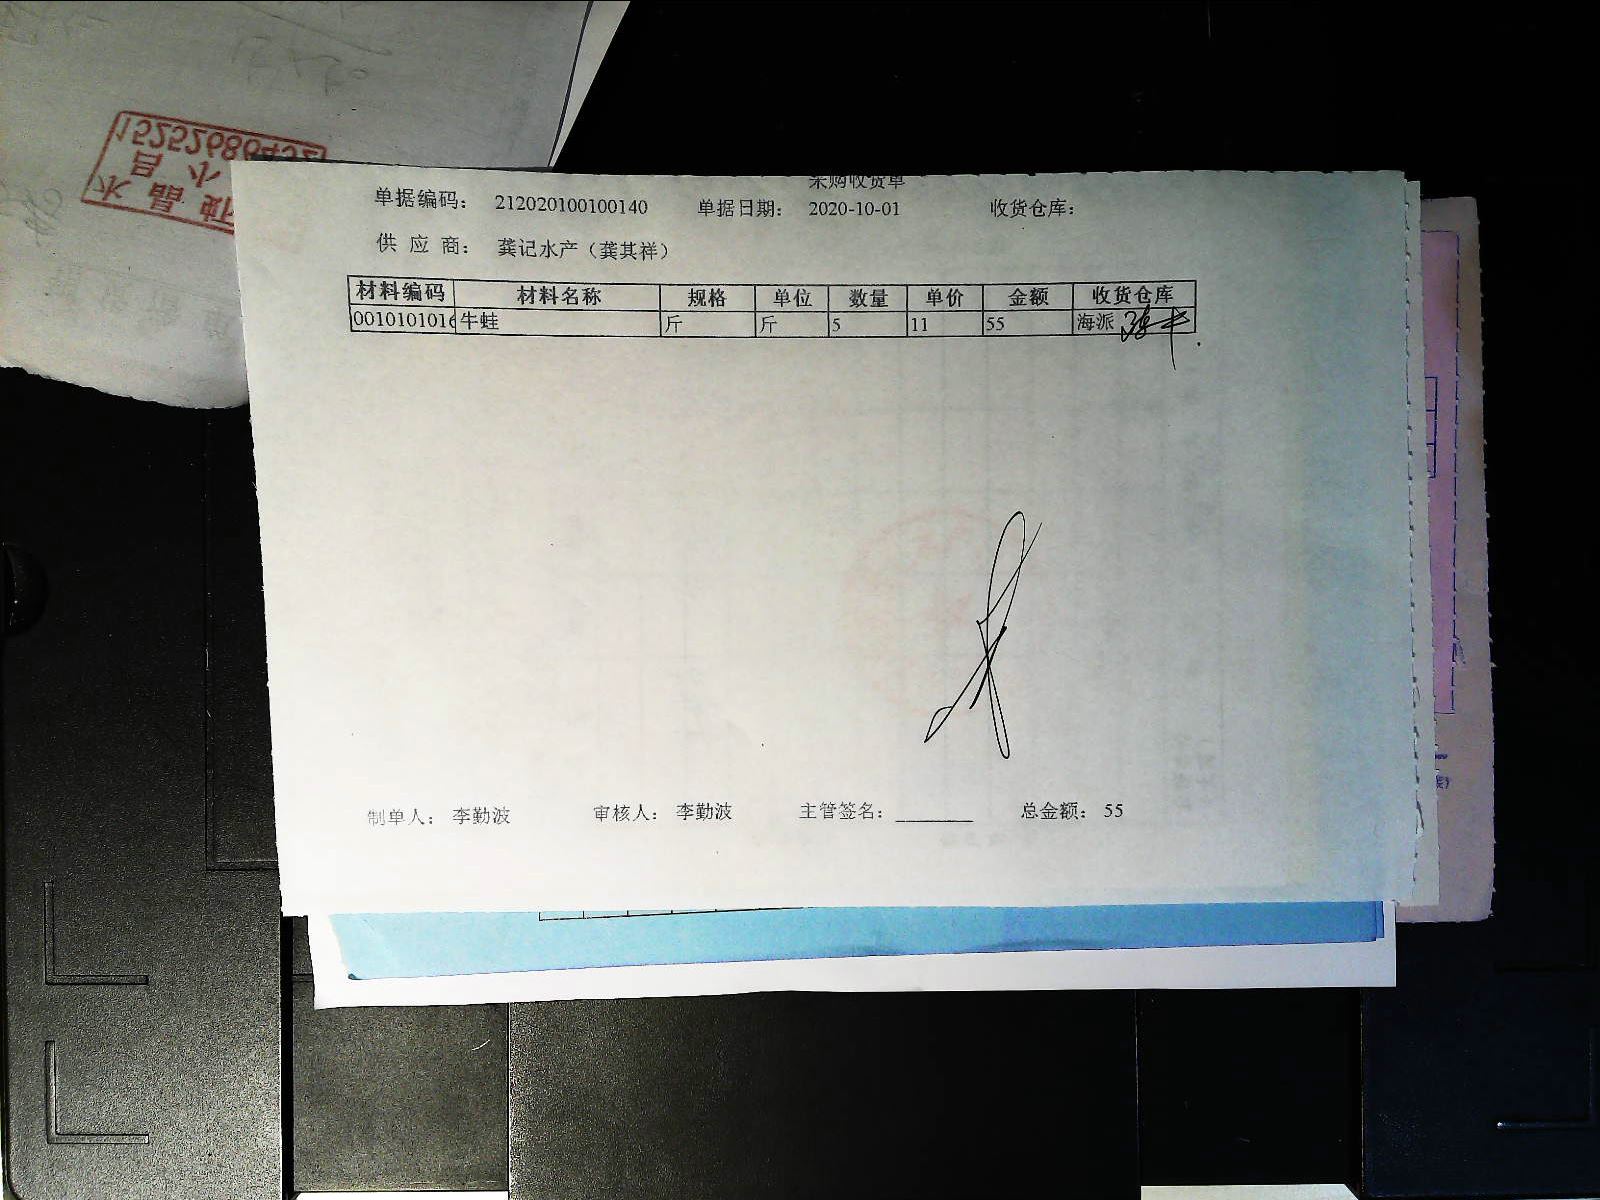 采购收货单
单据编码： 212020100100140 单据日期： 2020-10-01 收货仓库：
供 应 商： 龚记水产（龚其祥）
材料编码 材料名称 规格 单位 数量 单价 金额 收货仓库
0010101016 牛蛙 斤 斤 5 11 55 海派
制单人： 李勤波 审核人： 李勤波 主管签名： 总金额： 55